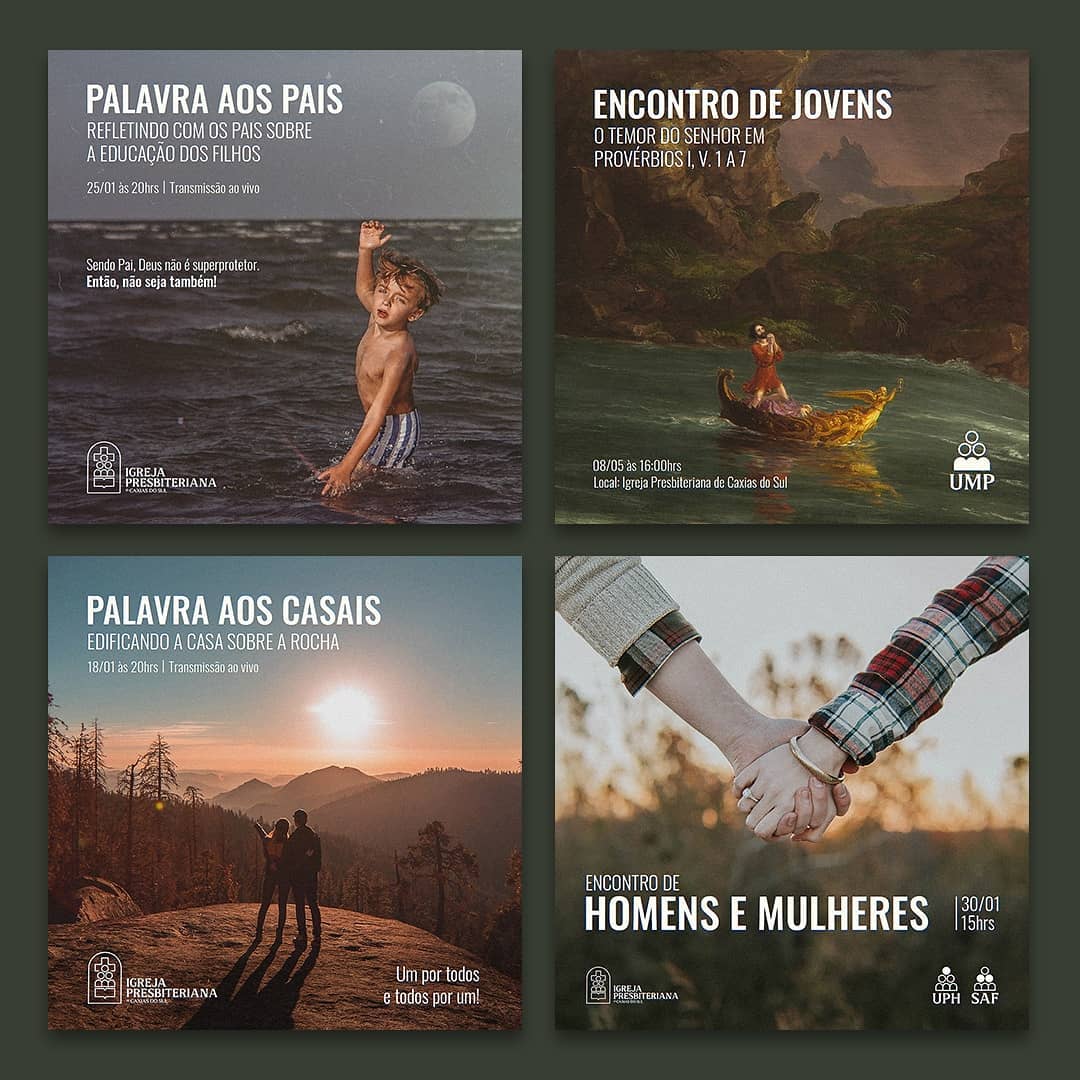 PALAVRA AOS PAIS
REFLETINDO COM OS PAIS SOBRE
A EDUCAÇÃO DOS FILHOS
25/01 às 20hrs | Transmissão ao vivo
Sendo Pai, Deus não é superprotetor.
Então, não seja também!
IGREJA
PRESBITERIANA
DE CAXIAS DO SUL
ENCONTRO DE JOVENS
O TEMOR DO SENHOR EM
PROVÉRBIOS I, V. 1 A 7
08/05 às 16:00hrs
Local: Igreja Presbiteriana de Caxias do Sul
UMP
PALAVRA AOS CASAIS
EDIFICANDO A CASA SOBRE A ROCHA
18/01 às 20hrs | Transmissão ao vivo
IGREJA
PRESBITERIANA
DE CAXIAS DO SUL
Um por todos
e todos por um!
ENCONTRO DE
HOMENS E MULHERES
30/01
15hrs
IGREJA
PRESBITERIANA
DE CAXIAS DO SUL
UPH SAF